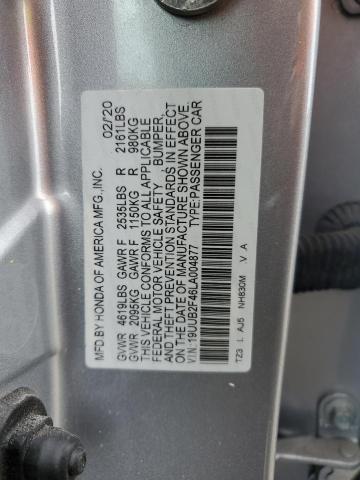 MFD.BY HONDA OF AMERICA MFG.,INC. 02/20
GVWR 4619LBS GAWR F 2535LBS R 2161LBS
GVWR 2095KG GAWR F 1150KG R 980KG
THIS VEHICLE CONFORMS TO ALL APPLICABLE
FEDERAL MOTOR VEHICLE SAFETY, BUMPER,
AND THEFT PREVENTION STANDARDS IN EFFECT
ON THE DATE OF MANUFACTURE SHOWN ABOVE.
VIN:19UUB2F46LA004877 TYPE:PASSENGER CAR
TZ3 L AJ5 NH830M V A